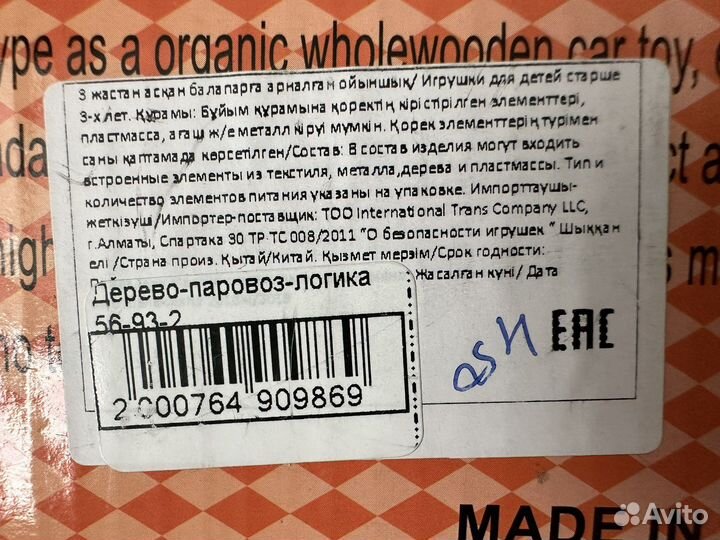 ype as a organic wholewooden car toy, e
3 жастан асқан балаларға арналған ойыншық/ Игрушки для детей старше
3-х лет. Құрамы: Бұйым құрамына қоректің кірістірілген элементтері,
пластмасса, ағаш ж/е металл кіруі мүмкін. Қорек элементтерің түрімен
саны қаптамада көрсетілген/Состав: В состав изделия могут входить
встроенные элементы из текстиля, металла,дерева и пластмассы. Тип и
количество элементов питания указаны на упаковке. Импорттаушы-
жеткізуші/Импортер-поставщик: ТОО International Trans Company LLC,
г.Алматы, Спартака 30 ТР ТС 008/2011 "О безопасности игрушек" Шыққан
елі /Страна произ. Қытай/Китай. Қызмет мерзім/Срок годности:
Жасалған күні/ Дата
Дерево-паровоз-логика
56-93-2
2 000764 909869
EAC
MADE IN
Avito